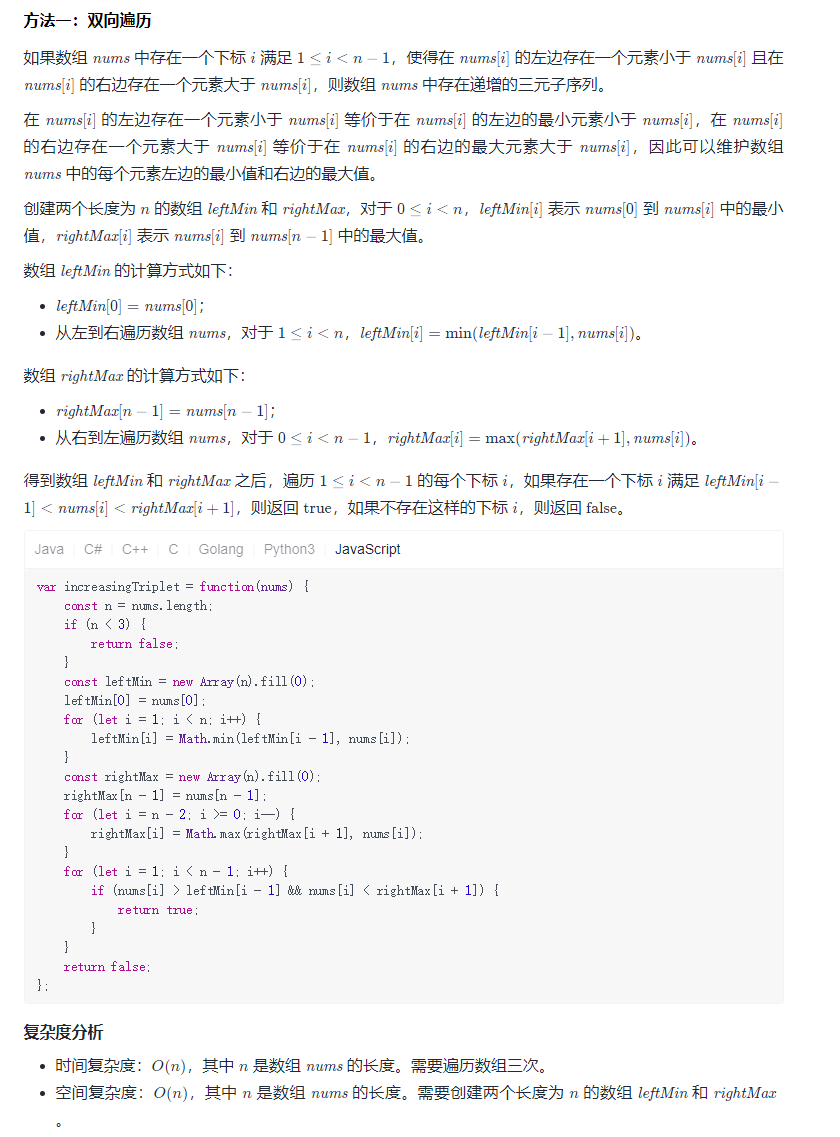 方法一：双向遍历
如果数组 nums 中存在一个下标 i 满足 1 ≤ i < n − 1，使得在 nums[i] 的左边存在一个元素小于 nums[i] 且在
nums[i] 的右边存在一个元素大于 nums[i]，则数组 nums 中存在递增的三元子序列。
在 nums[i] 的左边存在一个元素小于 nums[i] 等价于在 nums[i] 的左边的最小元素小于 nums[i]，在 nums[i]
的右边存在一个元素大于 nums[i] 等价于在 nums[i] 的右边的最大元素大于 nums[i]，因此可以维护数组
nums 中的每个元素左边的最小值和右边的最大值。
创建两个长度为 n 的数组 leftMin 和 rightMax，对于 0 ≤ i < n，leftMin[i] 表示 nums[0] 到 nums[i] 中的最小
值，rightMax[i] 表示 nums[i] 到 nums[n − 1] 中的最大值。
数组 leftMin 的计算方式如下：
• leftMin[0] = nums[0]；
• 从左到右遍历数组 nums，对于 1 ≤ i < n，leftMin[i] = min(leftMin[i − 1], nums[i])。
数组 rightMax 的计算方式如下：
• rightMax[n − 1] = nums[n − 1]；
• 从右到左遍历数组 nums，对于 0 ≤ i < n − 1，rightMax[i] = max(rightMax[i + 1], nums[i])。
得到数组 leftMin 和 rightMax 之后，遍历 1 ≤ i < n − 1 的每个下标 i，如果存在一个下标 i 满足 leftMin[i −
1] < nums[i] < rightMax[i + 1]，则返回 true，如果不存在这样的下标 i，则返回 false。
Java C# C++ C Golang Python3 JavaScript
var increasingTriplet = function(nums) {
    const n = nums.length;
    if (n < 3) {
        return false;
    }
    const leftMin = new Array(n).fill(0);
    leftMin[0] = nums[0];
    for (let i = 1; i < n; i++) {
        leftMin[i] = Math.min(leftMin[i - 1], nums[i]);
    }
    const rightMax = new Array(n).fill(0);
    rightMax[n - 1] = nums[n - 1];
    for (let i = n - 2; i >= 0; i--) {
        rightMax[i] = Math.max(rightMax[i + 1], nums[i]);
    }
    for (let i = 1; i < n - 1; i++) {
        if (nums[i] > leftMin[i - 1] && nums[i] < rightMax[i + 1]) {
            return true;
        }
    }
    return false;
};
复杂度分析
• 时间复杂度：O(n)，其中 n 是数组 nums 的长度。需要遍历数组三次。
• 空间复杂度：O(n)，其中 n 是数组 nums 的长度。需要创建两个长度为 n 的数组 leftMin 和 rightMax
。